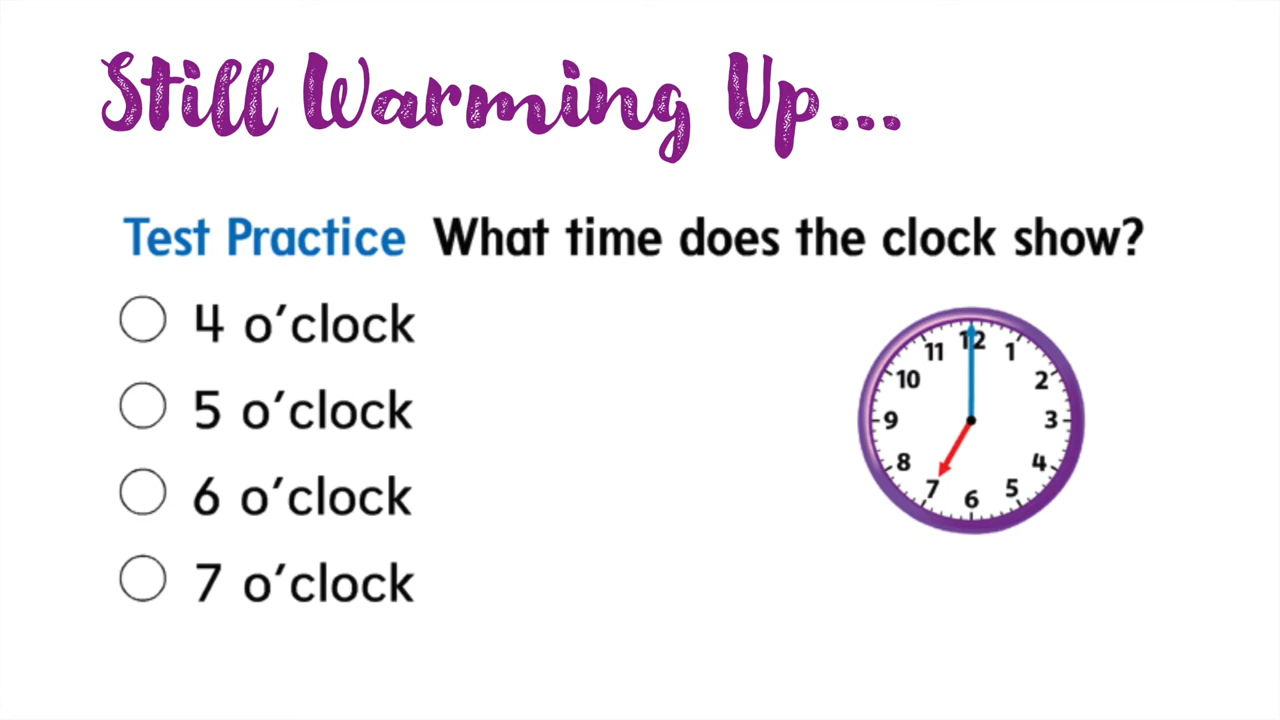 Still Warming Up...
Test Practice What time does the clock show?
4 o’clock
5 o’clock
6 o’clock
7 o’clock
12
1
2
3
4
5
6
7
8
9
10
11